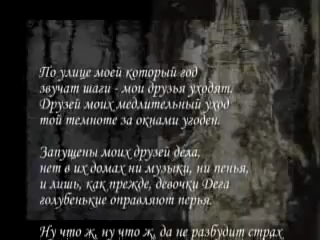 По улице моей который год
звучат шаги - мои друзья уходят.
Друзей моих медлительный уход
той темноте за окнами угоден.
Запущены моих друзей дела,
нет в их домах ни музыки, ни пенья,
и лишь, как прежде, девочки Дега
голубенькие оправляют перья.
Ну что ж, ну что ж, да не разбудит страх